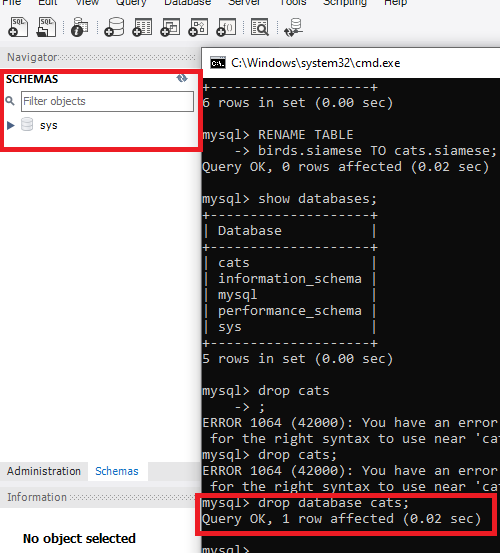 File Edit View Query Database Server Tools Scripting Help
Navigator
SCHEMAS
Filter objects
sys
Administration Schemas
Information
No object selected
C:\Windows\system32\cmd.exe
+--------------------+
6 rows in set (0.00 sec)
mysql> RENAME TABLE
-> birds.siamese TO cats.siamese;
Query OK, 0 rows affected (0.02 sec)
mysql> show databases;
+--------------------+
| Database |
+--------------------+
| cats |
| information_schema |
| mysql |
| performance_schema |
| sys |
+--------------------+
5 rows in set (0.00 sec)
mysql> drop cats
-> ;
ERROR 1064 (42000): You have an error
for the right syntax to use near 'cat
mysql> drop cats;
ERROR 1064 (42000): You have an error
for the right syntax to use near 'cat
mysql> drop database cats;
Query OK, 1 row affected (0.02 sec)
mysql>